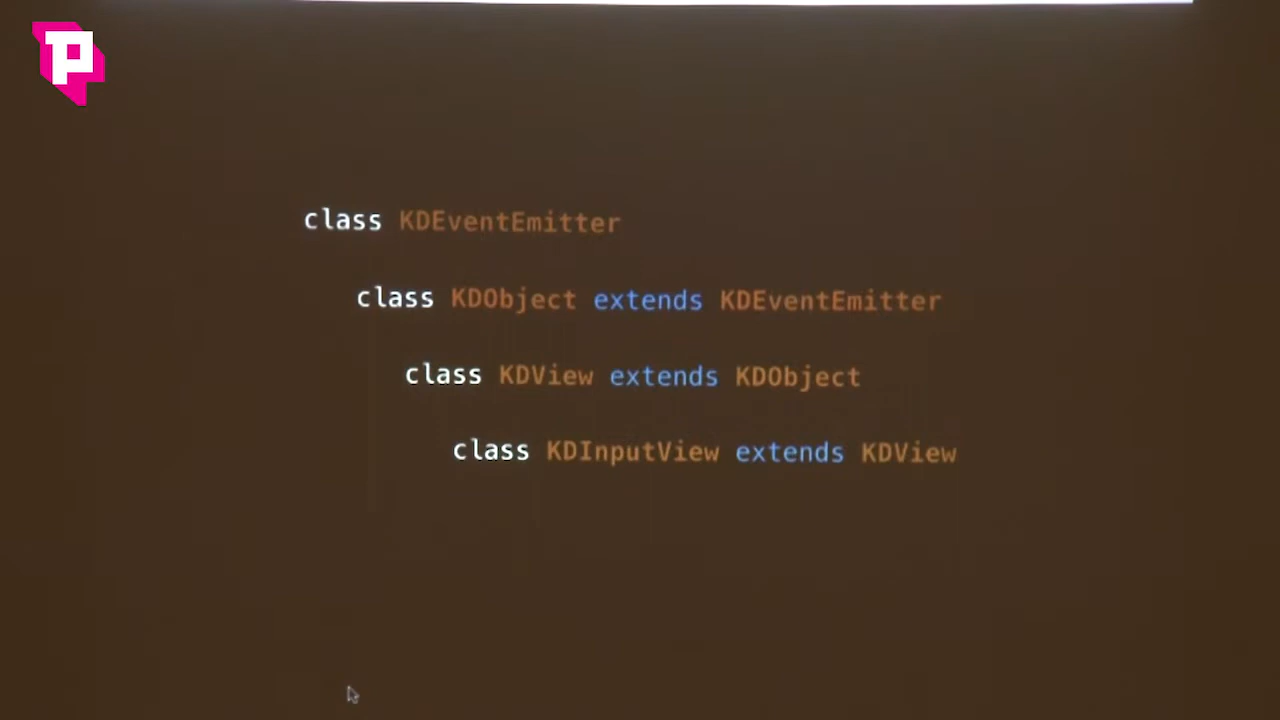 P
class KDEventEmitter
class KDObject extends KDEventEmitter
class KDView extends KDObject
class KDInputView extends KDView